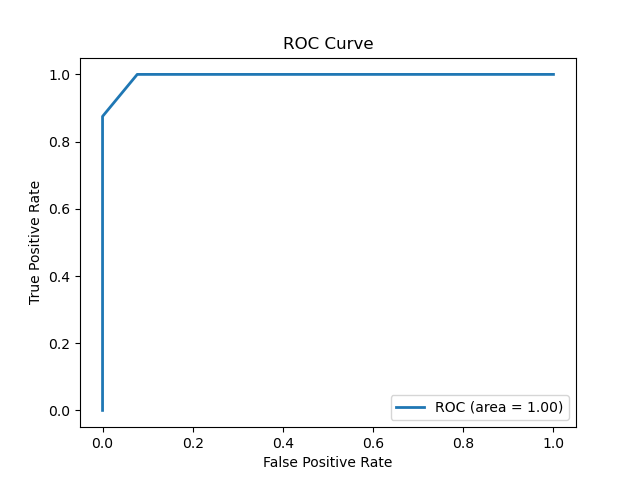 ROC Curve
True Positive Rate
1.0
0.8
0.6
0.4
0.2
0.0
ROC (area = 1.00)
0.0 0.2 0.4 0.6 0.8 1.0
False Positive Rate